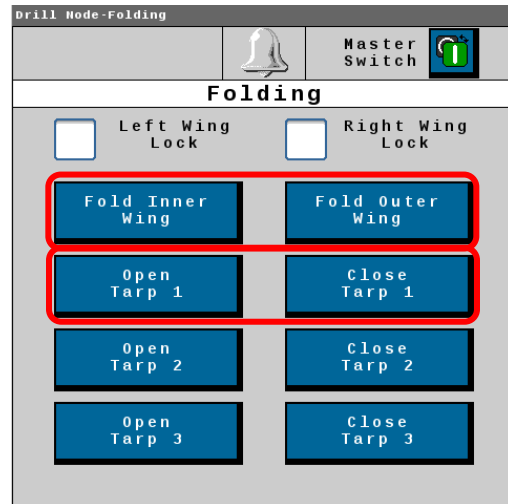 Drill Node-Folding
Master
Switch
Folding
Left Wing
Lock
Right Wing
Lock
Fold Inner
Wing
Fold Outer
Wing
Open
Tarp 1
Close
Tarp 1
Open
Tarp 2
Close
Tarp 2
Open
Tarp 3
Close
Tarp 3